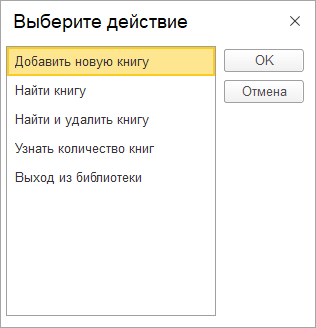 Выберите действие
Добавить новую книгу
Найти книгу
Найти и удалить книгу
Узнать количество книг
Выход из библиотеки
OK
Отмена